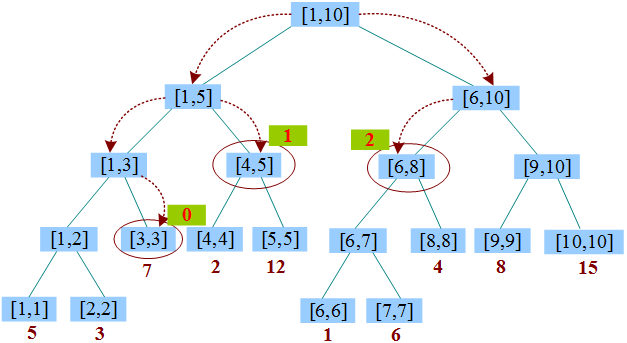 [1,10]
[1,5] [6,10]
1 2
[1,3] [4,5] [6,8] [9,10]
0
[1,2] [3,3] [4,4] [5,5] [6,7] [8,8] [9,9] [10,10]
7 2 12 4 8 15
[1,1] [2,2] [6,6] [7,7]
5 3 1 6